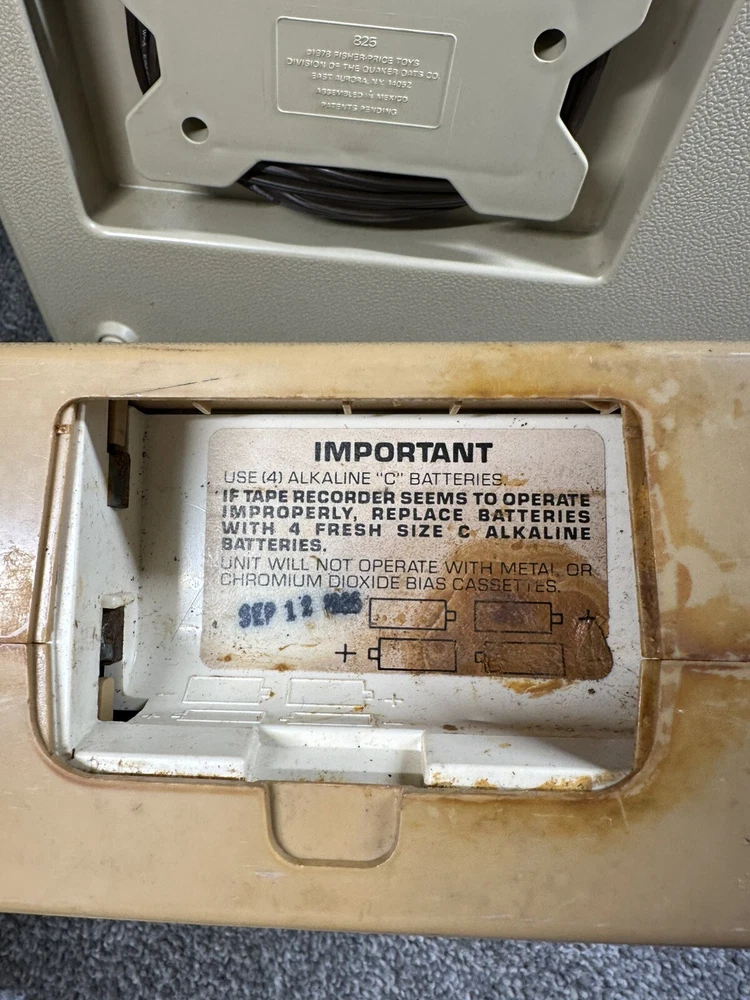 825
©1978 FISHER-PRICE TOYS
DIVISION OF THE QUAKER OATS CO.
EAST AURORA, N.Y. 14052
ASSEMBLED IN MEXICO
PATENTS PENDING
IMPORTANT
USE (4) ALKALINE "C" BATTERIES.
IF TAPE RECORDER SEEMS TO OPERATE
IMPROPERLY, REPLACE BATTERIES
WITH 4 FRESH SIZE C ALKALINE
BATTERIES.
UNIT WILL NOT OPERATE WITH METAL OR
CHROMIUM DIOXIDE BIAS CASSETTES.
SEP 12
+
+
+